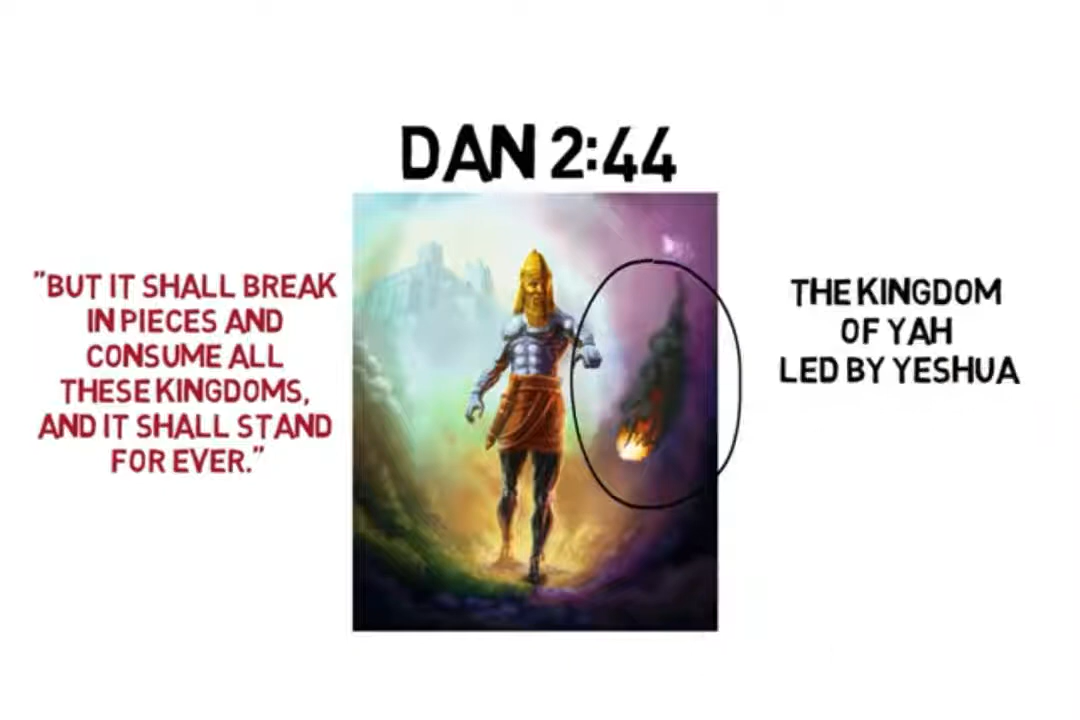 DAN 2:44
"BUT IT SHALL BREAK
IN PIECES AND
CONSUME ALL
THESE KINGDOMS,
AND IT SHALL STAND
FOR EVER."
THE KINGDOM
OF YAH
LED BY YESHUA